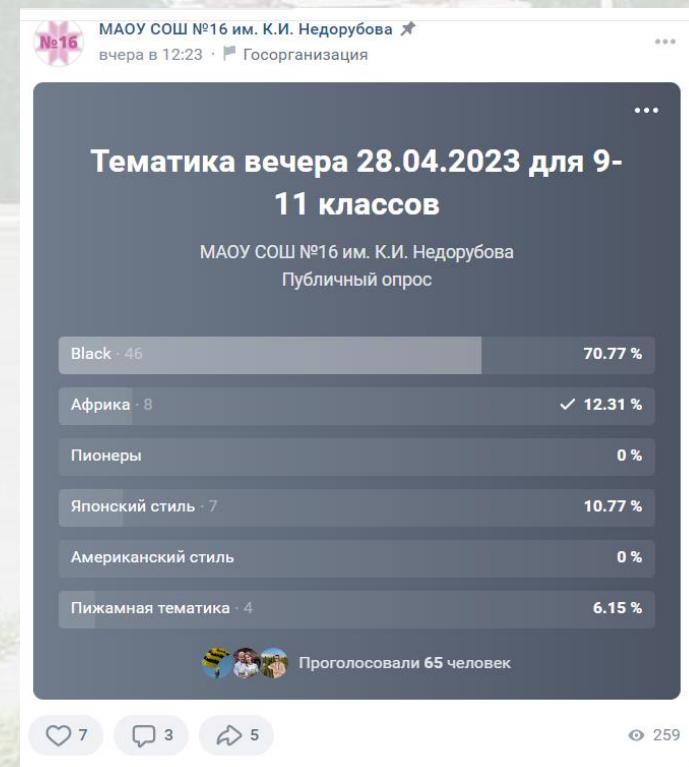 №16
МАОУ СОШ №16 им. К.И. Недорубова
вчера в 12:23 · Госорганизация
Тематика вечера 28.04.2023 для 9-
11 классов
МАОУ СОШ №16 им. К.И. Недорубова
Публичный опрос
Black · 46 70.77 %
Африка · 8 12.31 %
Пионеры 0 %
Японский стиль · 7 10.77 %
Американский стиль 0 %
Пижамная тематика · 4 6.15 %
Проголосовали 65 человек
7 3 5 259